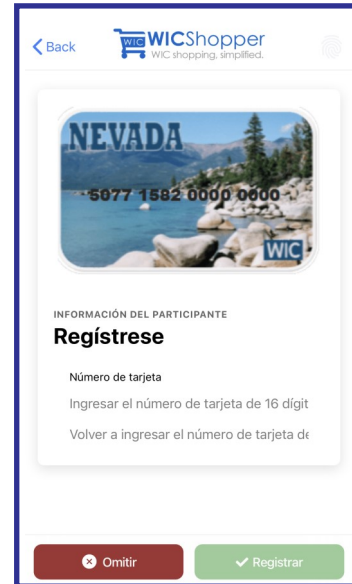 Back
WIC WICShopper
WIC shopping, simplified.
NEVADA
5077 1582 0000 0000
WIC
INFORMACIÓN DEL PARTICIPANTE
Regístrese
Número de tarjeta
Ingresar el número de tarjeta de 16 dígit
Volver a ingresar el número de tarjeta de
Omitir
Registrar